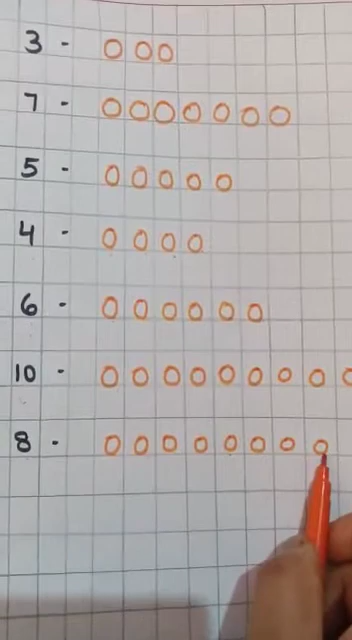 3 - O O O
7 - O O O O O O O
5 - O O O O O
4 - O O O O
6 - O O O O O O
10 - O O O O O O O O O
8 - O O O O O O O O